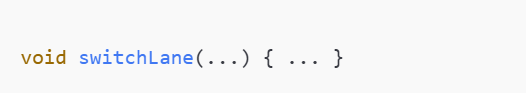 void switchLane(...) { ... }